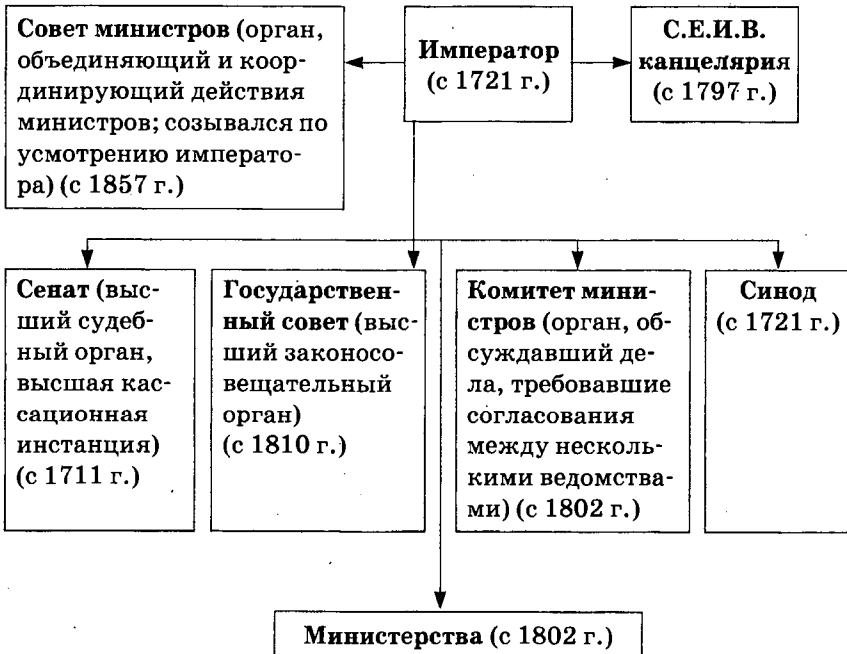 Совет министров (орган,
объединяющий и коор-
динирующий действия
министров; созывался по
усмотрению императо-
ра) (с 1857 г.)
Император
(с 1721 г.)
С.Е.И.В.
канцелярия
(с 1797 г.)
Сенат (выс-
ший судеб-
ный орган,
высшая кас-
сационная
инстанция)
(с 1711 г.)
Государствен-
ный совет (выс-
ший законосо-
вещательный
орган)
(с 1810 г.)
Комитет мини-
стров (орган, об-
суждавший де-
ла, требовавшие
согласования
между несколь-
кими ведомства-
ми) (с 1802 г.)
Синод
(с 1721 г.)
Министерства (с 1802 г.)